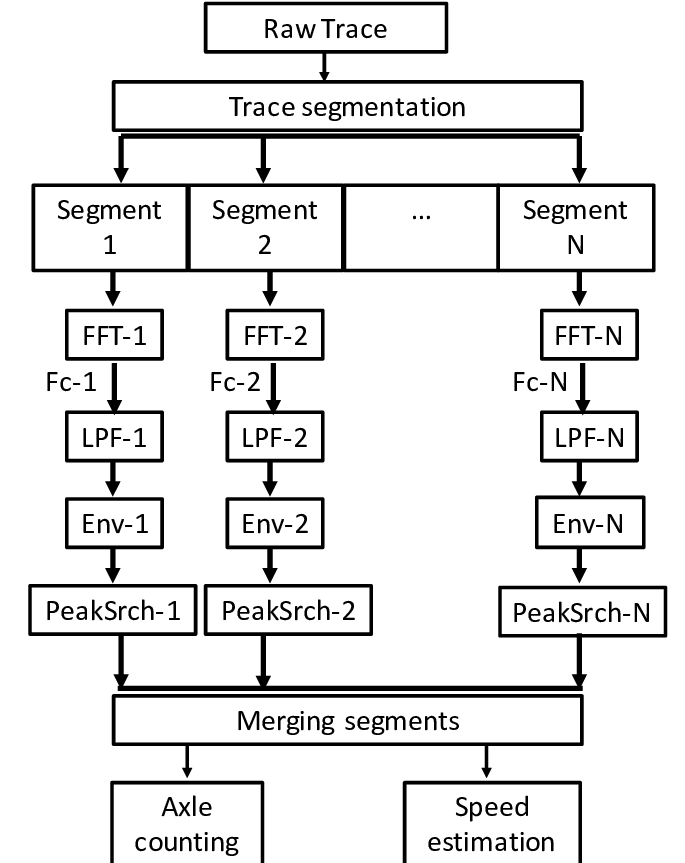 Raw Trace
Trace segmentation
Segment 1
Segment 2
...
Segment N
FFT-1
FFT-2
FFT-N
Fc-1
Fc-2
Fc-N
LPF-1
LPF-2
LPF-N
Env-1
Env-2
Env-N
PeakSrch-1
PeakSrch-2
PeakSrch-N
Merging segments
Axle
counting
Speed
estimation